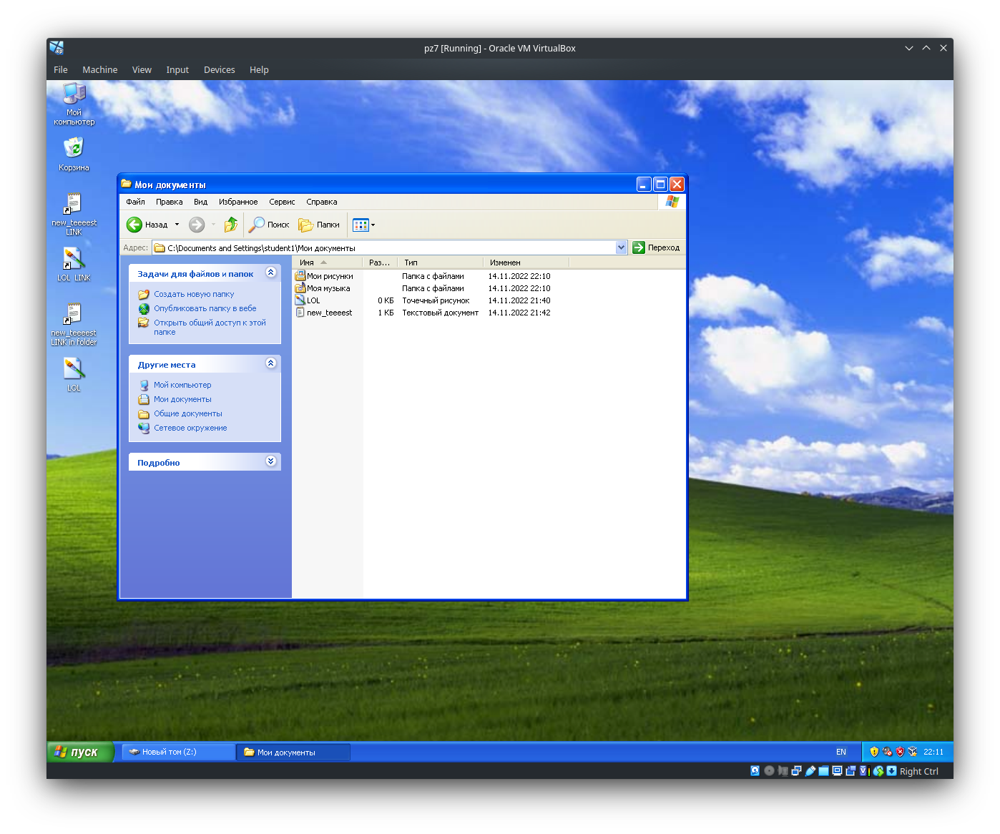 pz7 [Running] - Oracle VM VirtualBox
File Machine View Input Devices Help
Мой
компьютер
Корзина
new_teeeest
LINK
LOL LINK
new_teeeest
LINK in folder
LOL
Мои документы
Файл Правка Вид Избранное Сервис Справка
Назад Поиск Папки
Адрес: C:\Documents and Settings\student1\Мои документы Переход
Задачи для файлов и папок
Создать новую папку
Опубликовать папку в вебе
Открыть общий доступ к этой
папке
Другие места
Мой компьютер
Мои документы
Общие документы
Сетевое окружение
Подробно
Имя Раз... Тип Изменен
Мои рисунки Папка с файлами 14.11.2022 22:10
Моя музыка Папка с файлами 14.11.2022 22:10
LOL 0 КБ Точечный рисунок 14.11.2022 21:40
new_teeeest 1 КБ Текстовый документ 14.11.2022 21:42
пуск Новый том (Z:) Мои документы EN 22:11
Right Ctrl